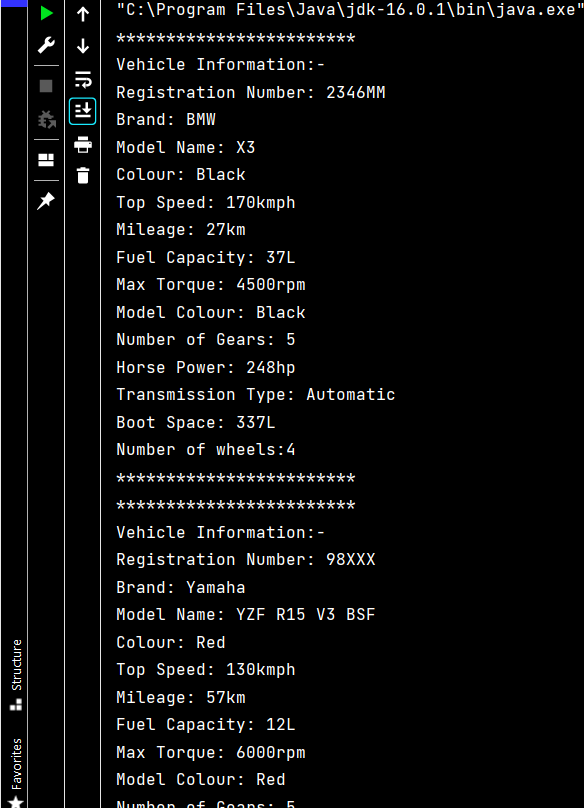 "C:\Program Files\Java\jdk-16.0.1\bin\java.exe"
************************
Vehicle Information:-
Registration Number: 2346MM
Brand: BMW
Model Name: X3
Colour: Black
Top Speed: 170kmph
Mileage: 27km
Fuel Capacity: 37L
Max Torque: 4500rpm
Model Colour: Black
Number of Gears: 5
Horse Power: 248hp
Transmission Type: Automatic
Boot Space: 337L
Number of wheels:4
************************
************************
Vehicle Information:-
Registration Number: 98XXX
Brand: Yamaha
Model Name: YZF R15 V3 BSF
Colour: Red
Top Speed: 130kmph
Mileage: 57km
Fuel Capacity: 12L
Max Torque: 6000rpm
Model Colour: Red
Number of Gears: 5
Structure
Favorites